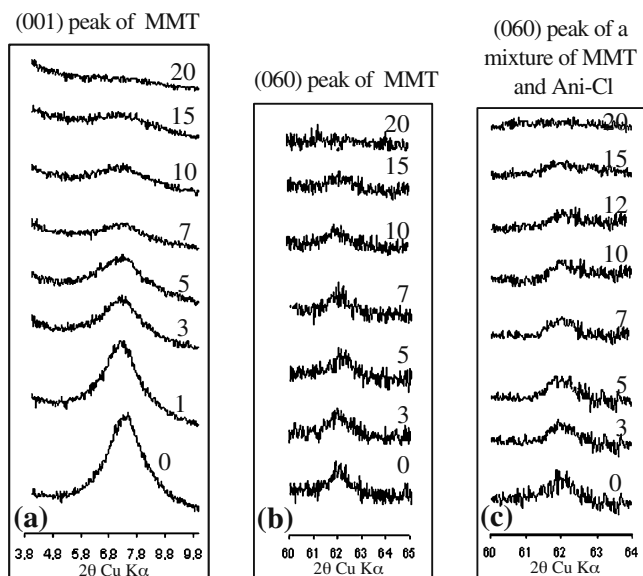 (001) peak of MMT
20
15
10
7
5
3
1
0
(a)
3,8 4,8 5,8 6,8 7,8 8,8 9,8
2θ Cu Kα
(060) peak of MMT
20
15
10
7
5
3
0
(b)
60 61 62 63 64 65
2θ Cu Kα
(060) peak of a
mixture of MMT
and Ani-Cl
20
15
12
10
7
5
3
0
(c)
60 61 62 63 64
2θ Cu Kα